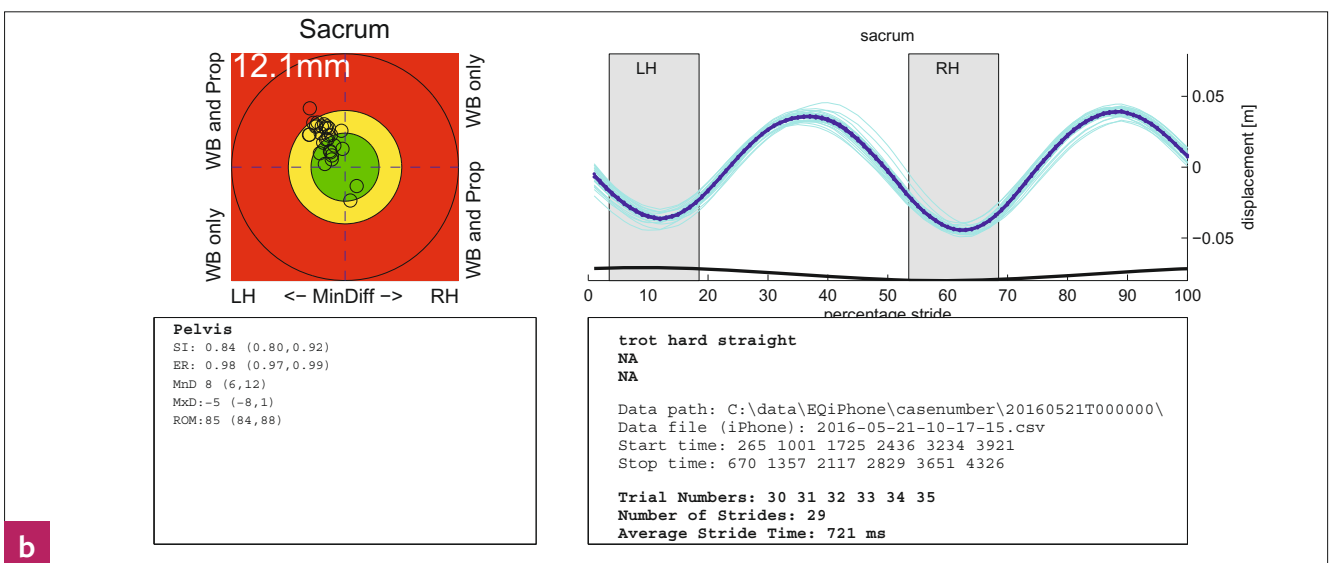 Sacrum
12.1mm
WB and Prop
WB only
WB only
WB and Prop
LH <- MinDiff -> RH
sacrum
LH
RH
0.05
0
-0.05
displacement [m]
0 10 20 30 40 50 60 70 80 90 100
percentage stride
Pelvis
SI: 0.84 (0.80,0.92)
ER: 0.98 (0.97,0.99)
MnD 8 (6,12)
MxD:-5 (-8,1)
ROM:85 (84,88)
trot hard straight
NA
NA
Data path: C:\data\EQiPhone\casenumber\20160521T000000\
Data file (iPhone): 2016-05-21-10-17-15.csv
Start time: 265 1001 1725 2436 3234 3921
Stop time: 670 1357 2117 2829 3651 4326
Trial Numbers: 30 31 32 33 34 35
Number of Strides: 29
Average Stride Time: 721 ms
b